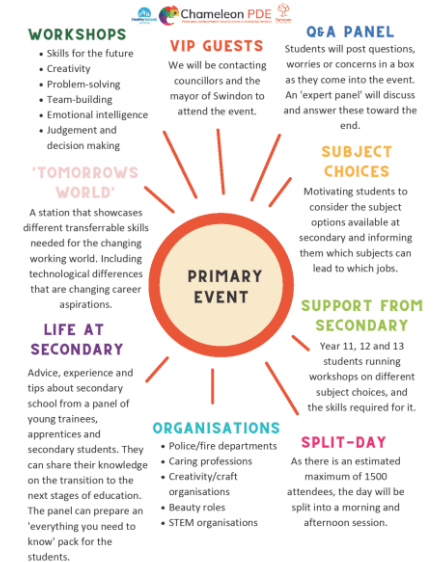 Chameleon PDE
WORKSHOPS
• Skills for the future
• Creativity
• Problem-solving
• Team-building
• Emotional intelligence
• Judgement and
decision making
VIP GUESTS
We will be contacting
councillors and the
mayor of Swindon to
attend the event.
Q&A PANEL
Students will post questions,
worries or concerns in a box
as they come into the event.
An 'expert panel' will discuss
and answer these toward the
end.
'TOMORROWS
WORLD'
A station that showcases
different transferrable skills
needed for the changing
working world. Including
technological differences
that are changing career
aspirations.
SUBJECT
CHOICES
Motivating students to
consider the subject
options available at
secondary and informing
them which subjects can
lead to which jobs.
PRIMARY
EVENT
LIFE AT
SECONDARY
Advice, experience and
tips about secondary
school from a panel of
young trainees,
apprentices and
secondary students. They
can share their knowledge
on the transition to the
next stages of education.
The panel can prepare an
'everything you need to
know' pack for the
students.
SUPPORT FROM
SECONDARY
Year 11, 12 and 13
students running
workshops on different
subject choices, and
the skills required for it.
ORGANISATIONS
• Police/fire departments
• Caring professions
• Creativity/craft
organisations
• Beauty roles
• STEM organisations
SPLIT-DAY
As there is an estimated
maximum of 1500
attendees, the day will be
split into a morning and
afternoon session.